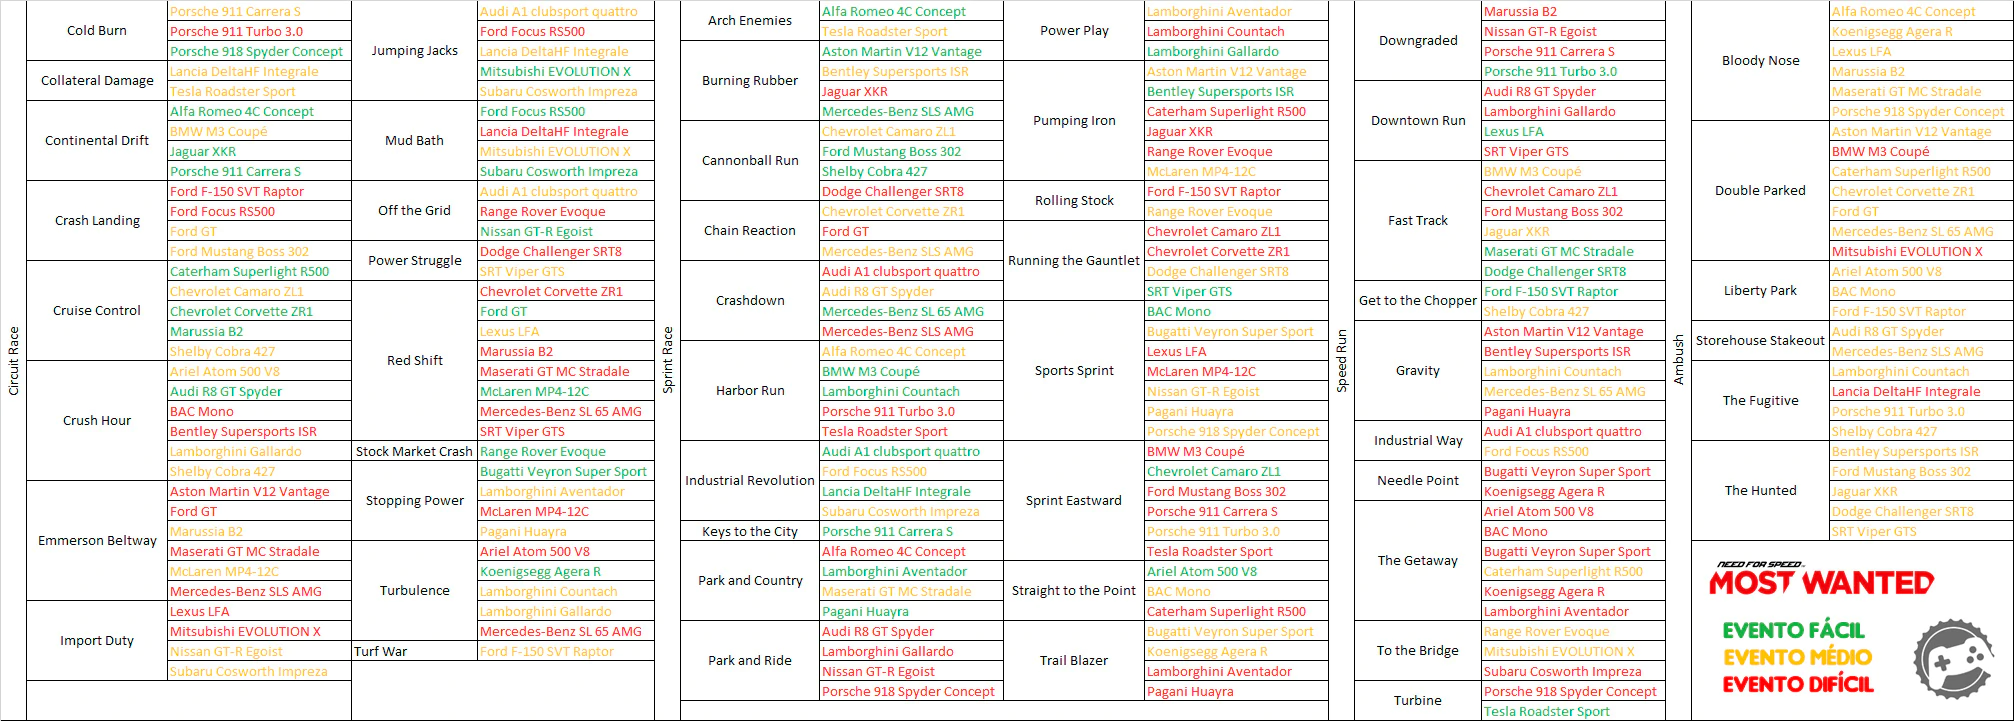 Circuit Race
Cold Burn
Porsche 911 Carrera S
Porsche 911 Turbo 3.0
Porsche 918 Spyder Concept
Collateral Damage
Lancia DeltaHF Integrale
Tesla Roadster Sport
Continental Drift
Alfa Romeo 4C Concept
BMW M3 Coupé
Jaguar XKR
Porsche 911 Carrera S
Crash Landing
Ford F-150 SVT Raptor
Ford Focus RS500
Ford GT
Ford Mustang Boss 302
Cruise Control
Caterham Superlight R500
Chevrolet Camaro ZL1
Chevrolet Corvette ZR1
Marussia B2
Shelby Cobra 427
Crush Hour
Ariel Atom 500 V8
Audi R8 GT Spyder
BAC Mono
Bentley Supersports ISR
Lamborghini Gallardo
Shelby Cobra 427
Emmerson Beltway
Aston Martin V12 Vantage
Ford GT
Marussia B2
Maserati GT MC Stradale
McLaren MP4-12C
Mercedes-Benz SLS AMG
Import Duty
Lexus LFA
Mitsubishi EVOLUTION X
Nissan GT-R Egoist
Subaru Cosworth Impreza
Jumping Jacks
Audi A1 clubsport quattro
Ford Focus RS500
Lancia DeltaHF Integrale
Mitsubishi EVOLUTION X
Subaru Cosworth Impreza
Mud Bath
Ford Focus RS500
Lancia DeltaHF Integrale
Mitsubishi EVOLUTION X
Subaru Cosworth Impreza
Off the Grid
Audi A1 clubsport quattro
Range Rover Evoque
Nissan GT-R Egoist
Power Struggle
Dodge Challenger SRT8
SRT Viper GTS
Red Shift
Chevrolet Corvette ZR1
Ford GT
Lexus LFA
Marussia B2
Maserati GT MC Stradale
McLaren MP4-12C
Mercedes-Benz SL 65 AMG
SRT Viper GTS
Stock Market Crash
Range Rover Evoque
Stopping Power
Bugatti Veyron Super Sport
Lamborghini Aventador
McLaren MP4-12C
Pagani Huayra
Turbulence
Ariel Atom 500 V8
Koenigsegg Agera R
Lamborghini Countach
Lamborghini Gallardo
Mercedes-Benz SL 65 AMG
Turf War
Ford F-150 SVT Raptor
Sprint Race
Arch Enemies
Alfa Romeo 4C Concept
Tesla Roadster Sport
Burning Rubber
Aston Martin V12 Vantage
Bentley Supersports ISR
Jaguar XKR
Mercedes-Benz SLS AMG
Cannonball Run
Chevrolet Camaro ZL1
Ford Mustang Boss 302
Shelby Cobra 427
Dodge Challenger SRT8
Chain Reaction
Chevrolet Corvette ZR1
Ford GT
Mercedes-Benz SLS AMG
Crashdown
Audi A1 clubsport quattro
Audi R8 GT Spyder
Mercedes-Benz SL 65 AMG
Mercedes-Benz SLS AMG
Harbor Run
Alfa Romeo 4C Concept
BMW M3 Coupé
Lamborghini Countach
Porsche 911 Turbo 3.0
Tesla Roadster Sport
Industrial Revolution
Audi A1 clubsport quattro
Ford Focus RS500
Lancia DeltaHF Integrale
Subaru Cosworth Impreza
Keys to the City
Porsche 911 Carrera S
Park and Country
Alfa Romeo 4C Concept
Lamborghini Aventador
Maserati GT MC Stradale
Pagani Huayra
Park and Ride
Audi R8 GT Spyder
Lamborghini Gallardo
Nissan GT-R Egoist
Porsche 918 Spyder Concept
Power Play
Lamborghini Aventador
Lamborghini Countach
Lamborghini Gallardo
Pumping Iron
Aston Martin V12 Vantage
Bentley Supersports ISR
Caterham Superlight R500
Jaguar XKR
Range Rover Evoque
McLaren MP4-12C
Rolling Stock
Ford F-150 SVT Raptor
Range Rover Evoque
Running the Gauntlet
Chevrolet Camaro ZL1
Chevrolet Corvette ZR1
Dodge Challenger SRT8
SRT Viper GTS
Sports Sprint
BAC Mono
Bugatti Veyron Super Sport
Lexus LFA
McLaren MP4-12C
Nissan GT-R Egoist
Pagani Huayra
Porsche 918 Spyder Concept
Sprint Eastward
BMW M3 Coupé
Chevrolet Camaro ZL1
Ford Mustang Boss 302
Porsche 911 Carrera S
Porsche 911 Turbo 3.0
Tesla Roadster Sport
Straight to the Point
Ariel Atom 500 V8
BAC Mono
Caterham Superlight R500
Trail Blazer
Bugatti Veyron Super Sport
Koenigsegg Agera R
Lamborghini Aventador
Pagani Huayra
Speed Run
Downgraded
Marussia B2
Nissan GT-R Egoist
Porsche 911 Carrera S
Porsche 911 Turbo 3.0
Downtown Run
Audi R8 GT Spyder
Lamborghini Gallardo
Lexus LFA
SRT Viper GTS
Fast Track
BMW M3 Coupé
Chevrolet Camaro ZL1
Ford Mustang Boss 302
Jaguar XKR
Maserati GT MC Stradale
Dodge Challenger SRT8
Get to the Chopper
Ford F-150 SVT Raptor
Shelby Cobra 427
Gravity
Aston Martin V12 Vantage
Bentley Supersports ISR
Lamborghini Countach
Mercedes-Benz SL 65 AMG
Pagani Huayra
Industrial Way
Audi A1 clubsport quattro
Ford Focus RS500
Needle Point
Bugatti Veyron Super Sport
Koenigsegg Agera R
The Getaway
Ariel Atom 500 V8
BAC Mono
Bugatti Veyron Super Sport
Caterham Superlight R500
Koenigsegg Agera R
Lamborghini Aventador
To the Bridge
Range Rover Evoque
Mitsubishi EVOLUTION X
Subaru Cosworth Impreza
Turbine
Porsche 918 Spyder Concept
Tesla Roadster Sport
Ambush
Bloody Nose
Alfa Romeo 4C Concept
Koenigsegg Agera R
Lexus LFA
Marussia B2
Maserati GT MC Stradale
Porsche 918 Spyder Concept
Double Parked
Aston Martin V12 Vantage
BMW M3 Coupé
Caterham Superlight R500
Chevrolet Corvette ZR1
Ford GT
Mercedes-Benz SL 65 AMG
Mitsubishi EVOLUTION X
Liberty Park
Ariel Atom 500 V8
BAC Mono
Ford F-150 SVT Raptor
Storehouse Stakeout
Audi R8 GT Spyder
Mercedes-Benz SLS AMG
The Fugitive
Lamborghini Countach
Lancia DeltaHF Integrale
Porsche 911 Turbo 3.0
Shelby Cobra 427
The Hunted
Bentley Supersports ISR
Ford Mustang Boss 302
Jaguar XKR
Dodge Challenger SRT8
SRT Viper GTS
NEED FOR SPEED
MOST WANTED
EVENTO FÁCIL
EVENTO MÉDIO
EVENTO DIFÍCIL